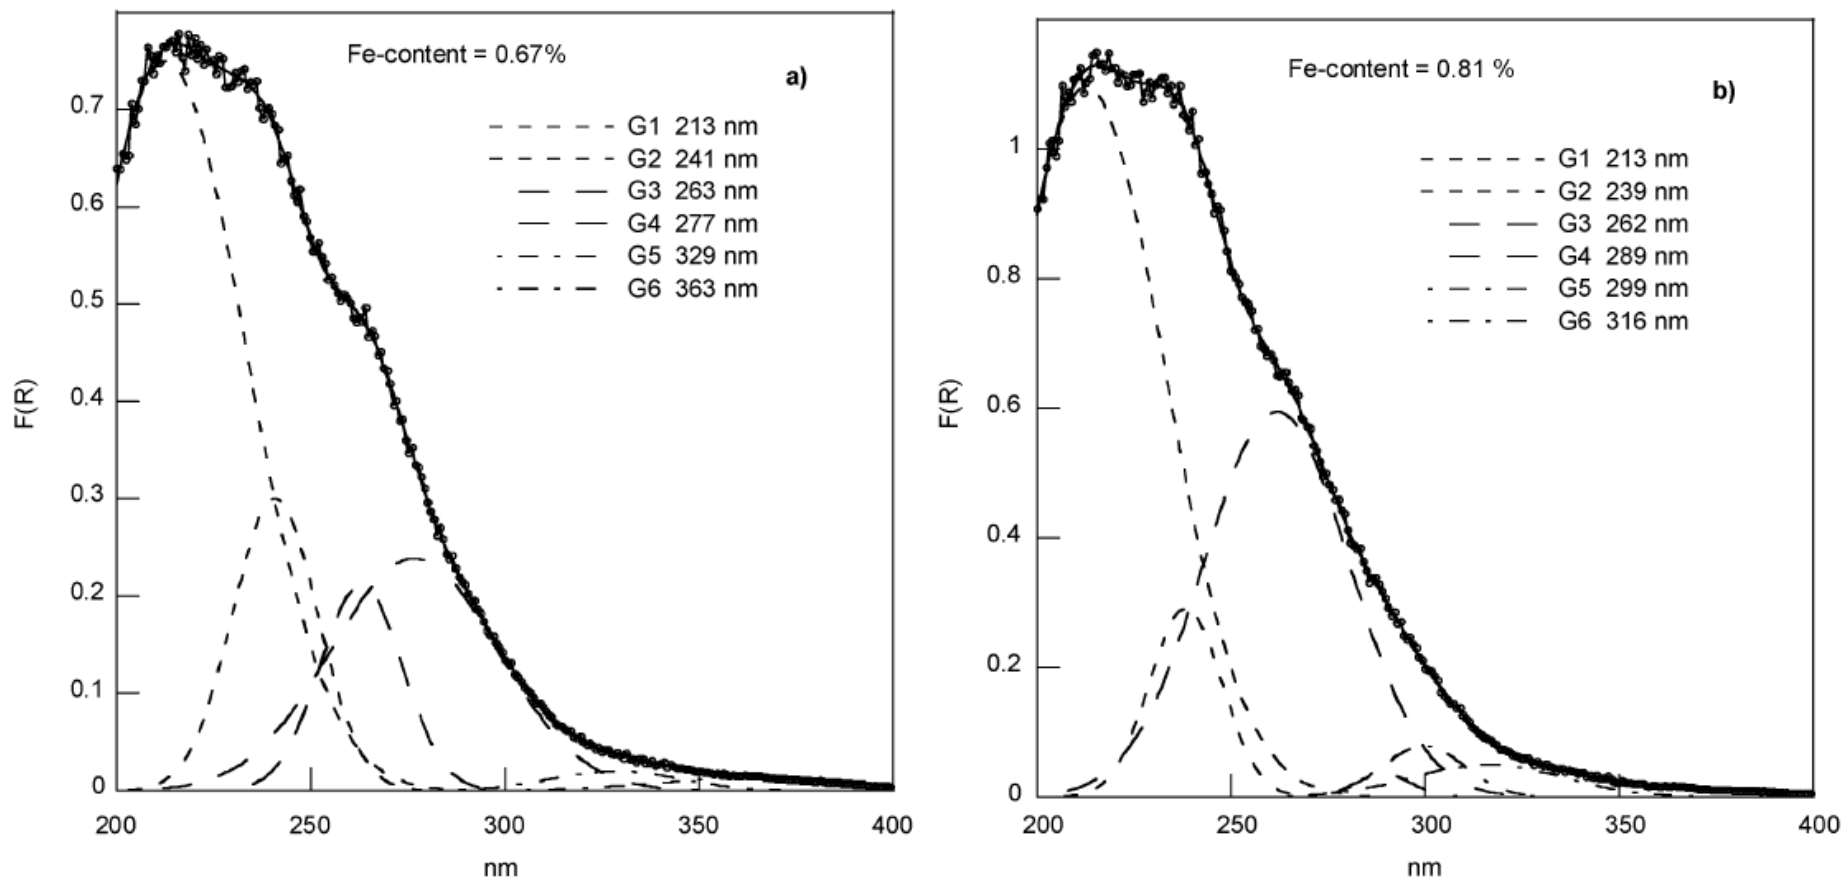 Fe-content = 0.67%
a)
G1 213 nm
G2 241 nm
G3 263 nm
G4 277 nm
G5 329 nm
G6 363 nm
0.7
0.6
0.5
0.4
0.3
0.2
0.1
0
F(R)
200
250
300
350
400
nm
Fe-content = 0.81 %
b)
G1 213 nm
G2 239 nm
G3 262 nm
G4 289 nm
G5 299 nm
G6 316 nm
1
0.8
0.6
0.4
0.2
0
F(R)
200
250
300
350
400
nm